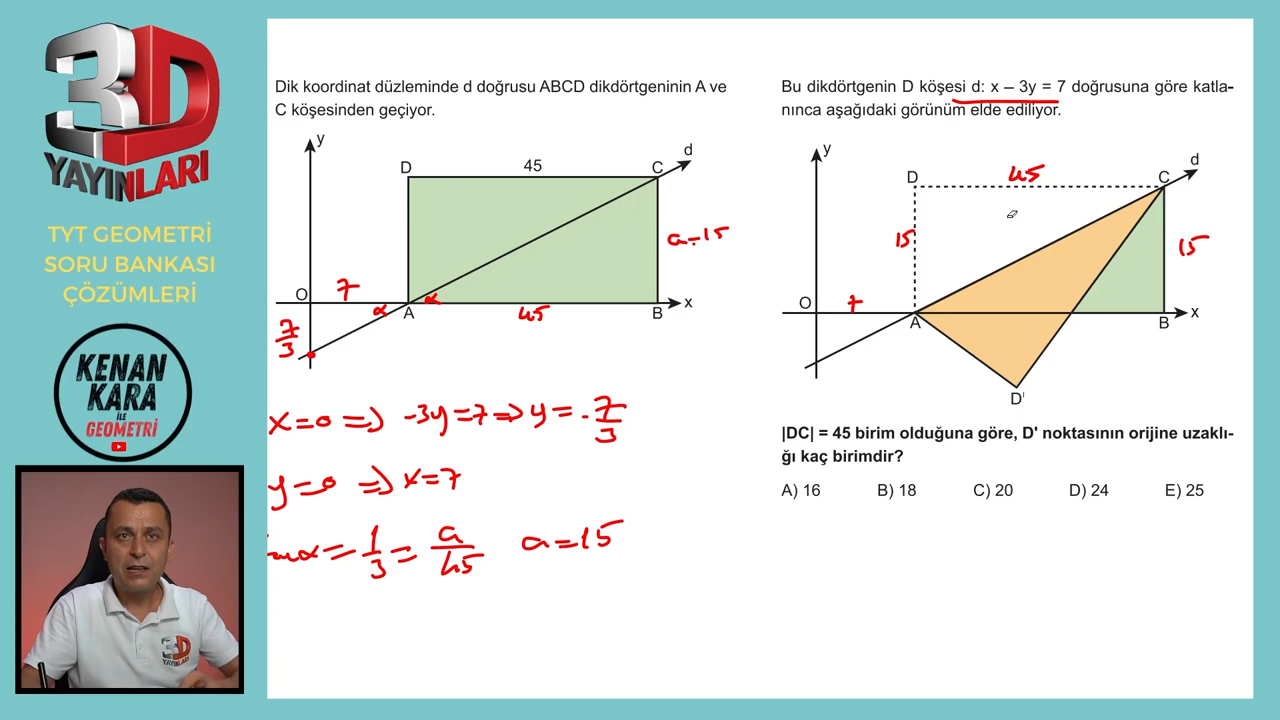 3D
YAYINLARI
TYT GEOMETRİ
SORU BANKASI
ÇÖZÜMLERİ
KENAN
KARA
İLE
GEOMETRİ
3D
YAYINLARI
Dik koordinat düzleminde d doğrusu ABCD dikdörtgeninin A ve
C köşesinden geçiyor.
y
d
D
45
C
a=15
O
7
α
α
x
A
45
B
7/3
x=0 => -3y=7 => y=-7/3
y=0 => x=7
α=1/3=a/45 a=15
Bu dikdörtgenin D köşesi d: x – 3y = 7 doğrusuna göre katla-
nınca aşağıdaki görünüm elde ediliyor.
y
d
D
45
C
15
15
O
7
x
A
B
D'
|DC| = 45 birim olduğuna göre, D' noktasının orijine uzaklı-
ğı kaç birimdir?
A) 16 B) 18 C) 20 D) 24 E) 25